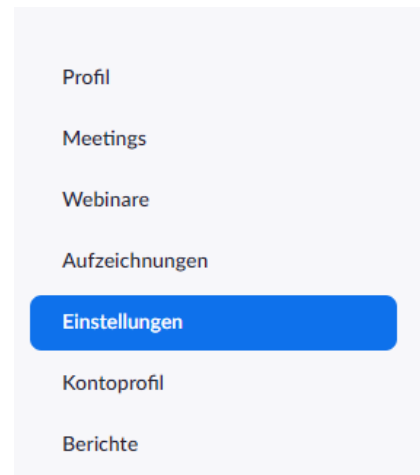 Profil
Meetings
Webinare
Aufzeichnungen
Einstellungen
Kontoprofil
Berichte